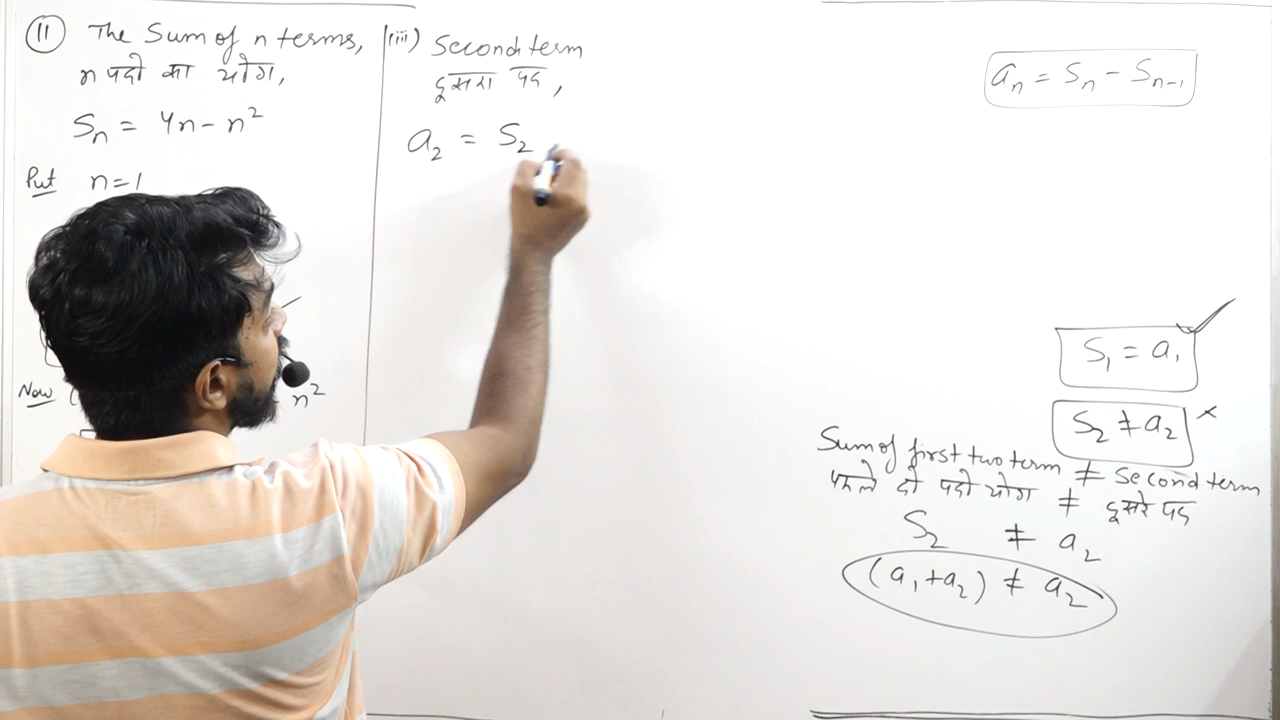 (11) The Sum of n terms,
n पदों का योग,
Sₙ = 4n - n²
Put n=1
Now (
n²
(iii) Second term
दूसरा पद,
a₂ = S₂
aₙ = Sₙ - Sₙ₋₁
S₁ = a₁ ✓
S₂ ≠ a₂ ×
Sum of first two term ≠ Second term
पहले दो पदो योग ≠ दूसरे पद
S₂ ≠ a₂
(a₁+a₂) ≠ a₂